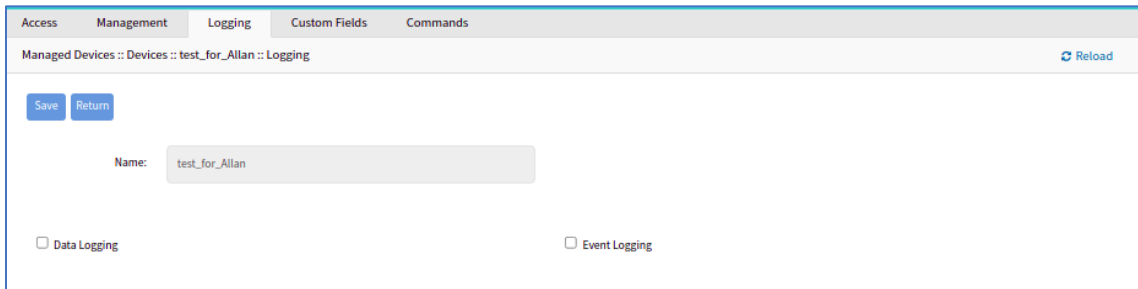 Access Management Logging Custom Fields Commands
Managed Devices :: Devices :: test_for_Allan :: Logging Reload
Save Return
Name: test_for_Allan
Data Logging Event Logging